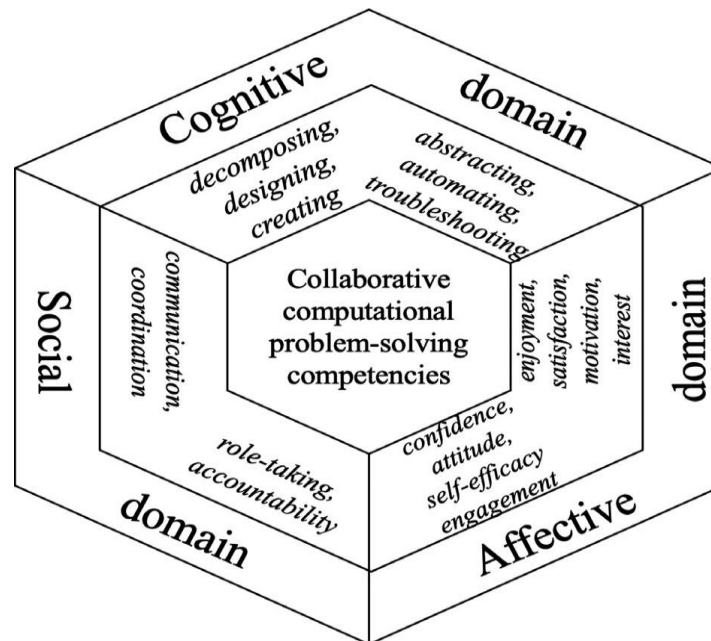 Cognitive
domain
decomposing,
designing,
creating
abstracting,
automating,
troubleshooting
Social
domain
communication,
coordination
role-taking,
accountability
Collaborative
computational
problem-solving
competencies
Affective
domain
enjoyment,
satisfaction,
motivation,
interest
confidence,
attitude,
self-efficacy
engagement